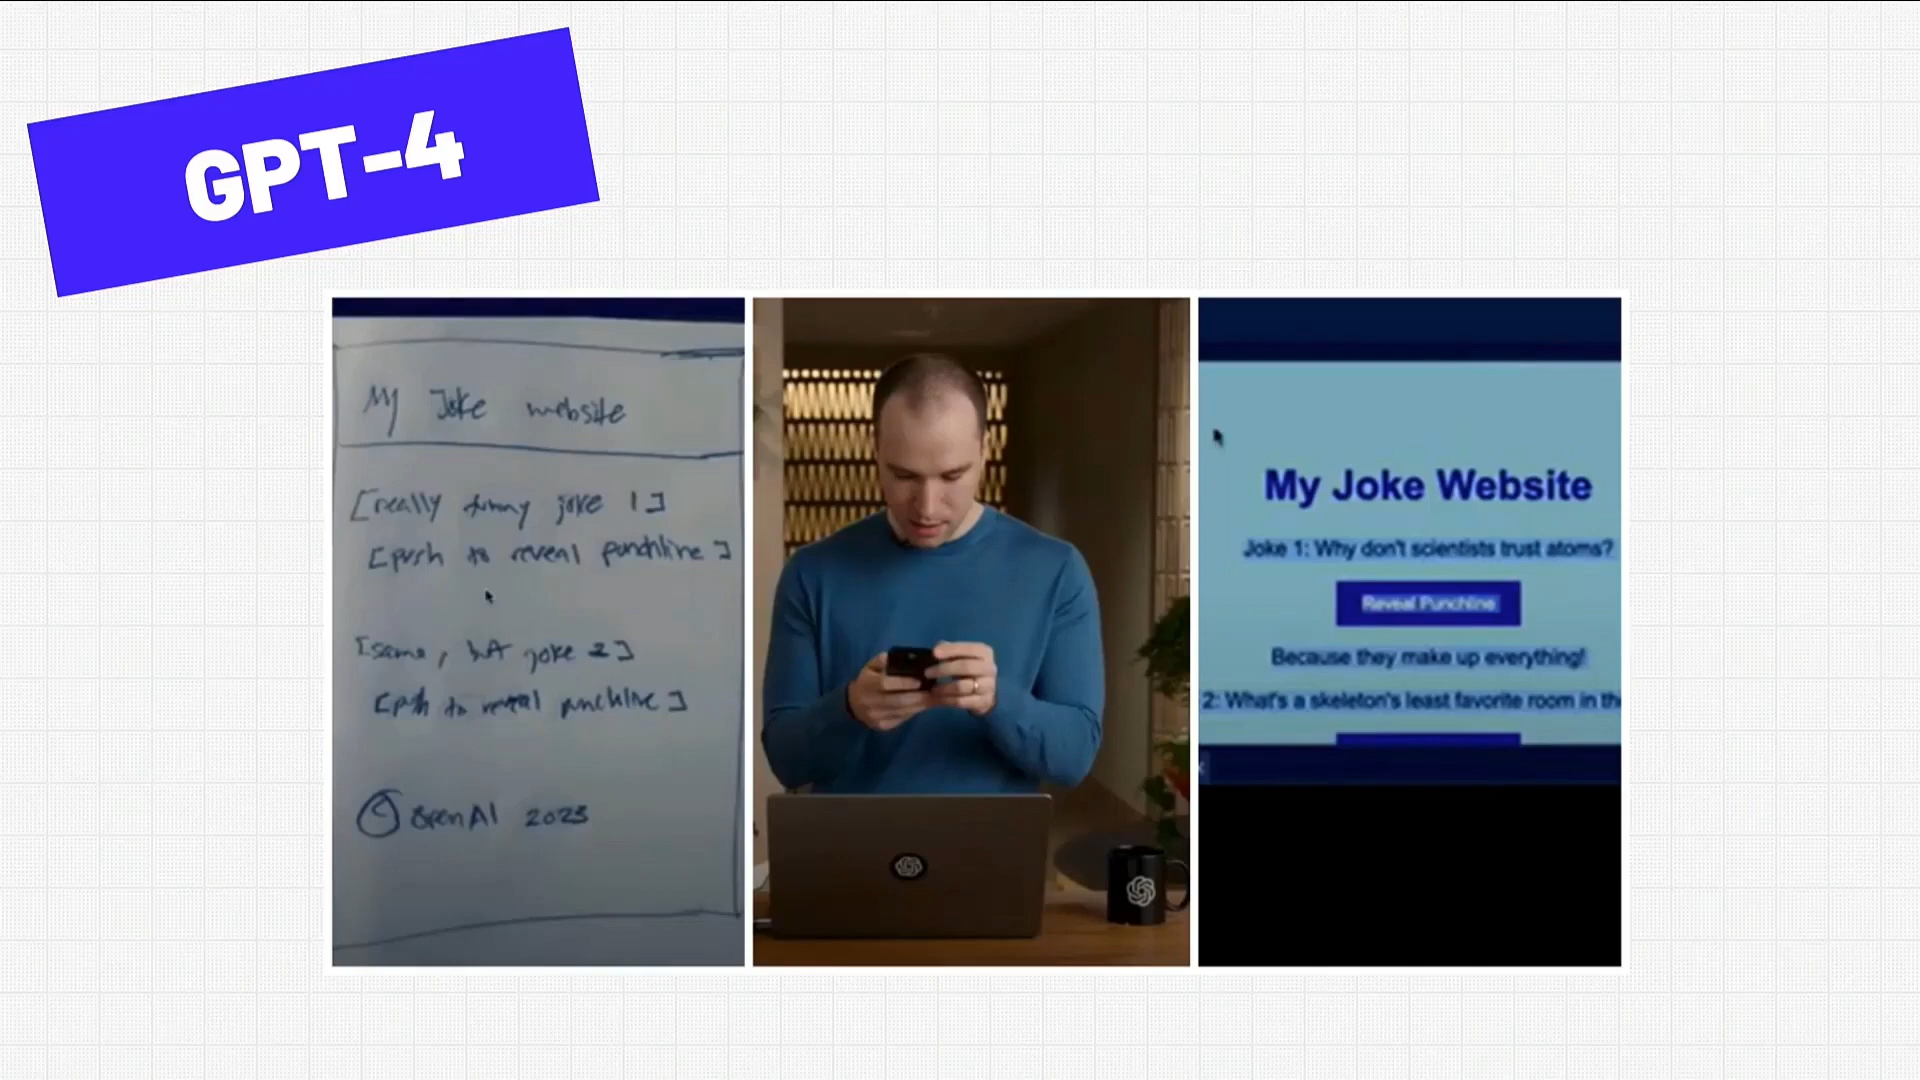 GPT-4
My Joke website
[really funny joke 1]
[push to reveal punchline]
[same, but joke 2]
[push to reveal punchline]
© OpenAI 2023
My Joke Website
Joke 1: Why don't scientists trust atoms?
Reveal Punchline
Because they make up everything!
2: What's a skeleton's least favorite room in the